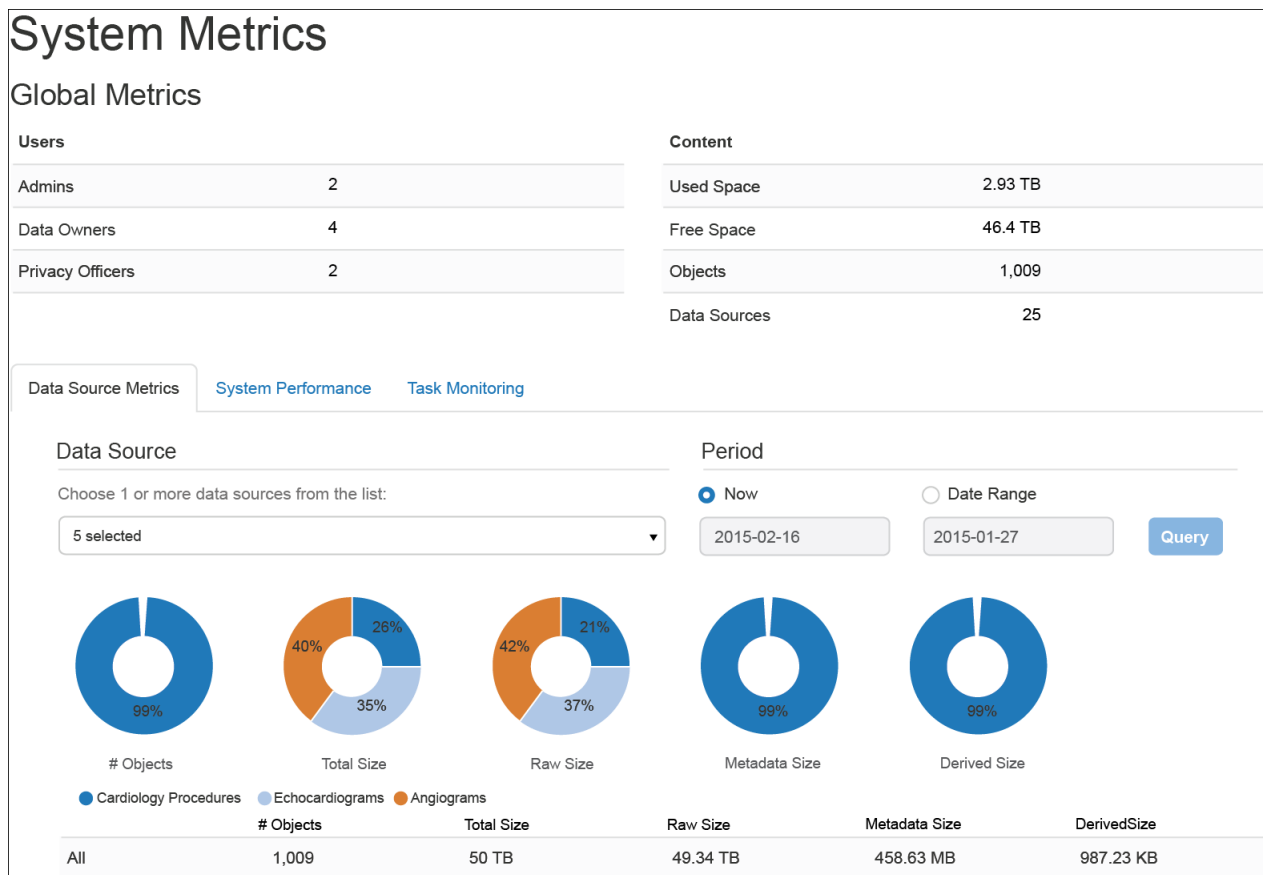 System Metrics
Global Metrics
Users
Admins 2
Data Owners 4
Privacy Officers 2
Content
Used Space 2.93 TB
Free Space 46.4 TB
Objects 1,009
Data Sources 25
Data Source Metrics System Performance Task Monitoring
Data Source
Choose 1 or more data sources from the list:
5 selected
Period
Now Date Range
2015-02-16 2015-01-27 Query
99%
# Objects
26%
40%
35%
Total Size
21%
42%
37%
Raw Size
99%
Metadata Size
99%
Derived Size
Cardiology Procedures Echocardiograms Angiograms
# Objects Total Size Raw Size Metadata Size DerivedSize
All 1,009 50 TB 49.34 TB 458.63 MB 987.23 KB